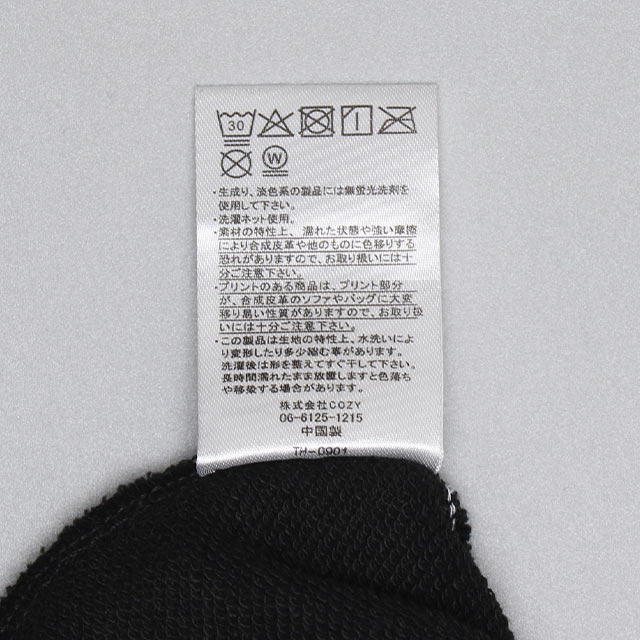 30
W
・生成り、淡色系の製品には無蛍光洗剤を
使用して下さい。
・洗濯ネット使用。
・素材の特性上、濡れた状態や強い摩擦
により合成皮革や他のものに色移りする
恐れがありますので、お取り扱いには十
分ご注意下さい。
・プリントのある商品は、プリント部分
が、合成皮革のソファやバッグに大変
移り易い性質がありますので、お取り扱
いには十分ご注意下さい。
・この製品は生地の特性上、水洗いによ
り変形したり多少縮む事があります。
洗濯後は形を整えてすぐ干して下さい。
長時間濡れたまま放置しますと色落ち
や移染する場合があります。
株式会社COZY
06-6125-1215
中国製
TH-0901